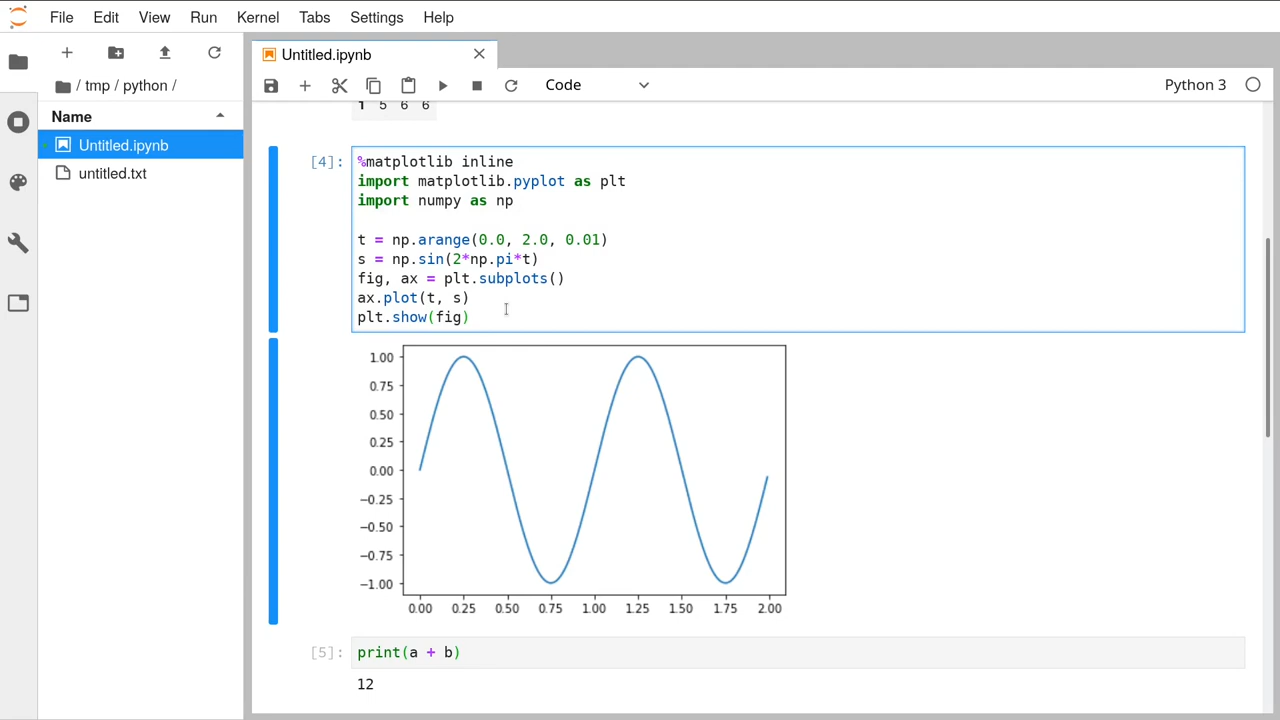 File Edit View Run Kernel Tabs Settings Help
Untitled.ipynb
Code
Python 3
/ tmp / python /
Name
Untitled.ipynb
untitled.txt
1 5 6 6
[4]:
%matplotlib inline
import matplotlib.pyplot as plt
import numpy as np
t = np.arange(0.0, 2.0, 0.01)
s = np.sin(2*np.pi*t)
fig, ax = plt.subplots()
ax.plot(t, s)
plt.show(fig)
1.00
0.75
0.50
0.25
0.00
−0.25
−0.50
−0.75
−1.00
0.00 0.25 0.50 0.75 1.00 1.25 1.50 1.75 2.00
[5]:
print(a + b)
12